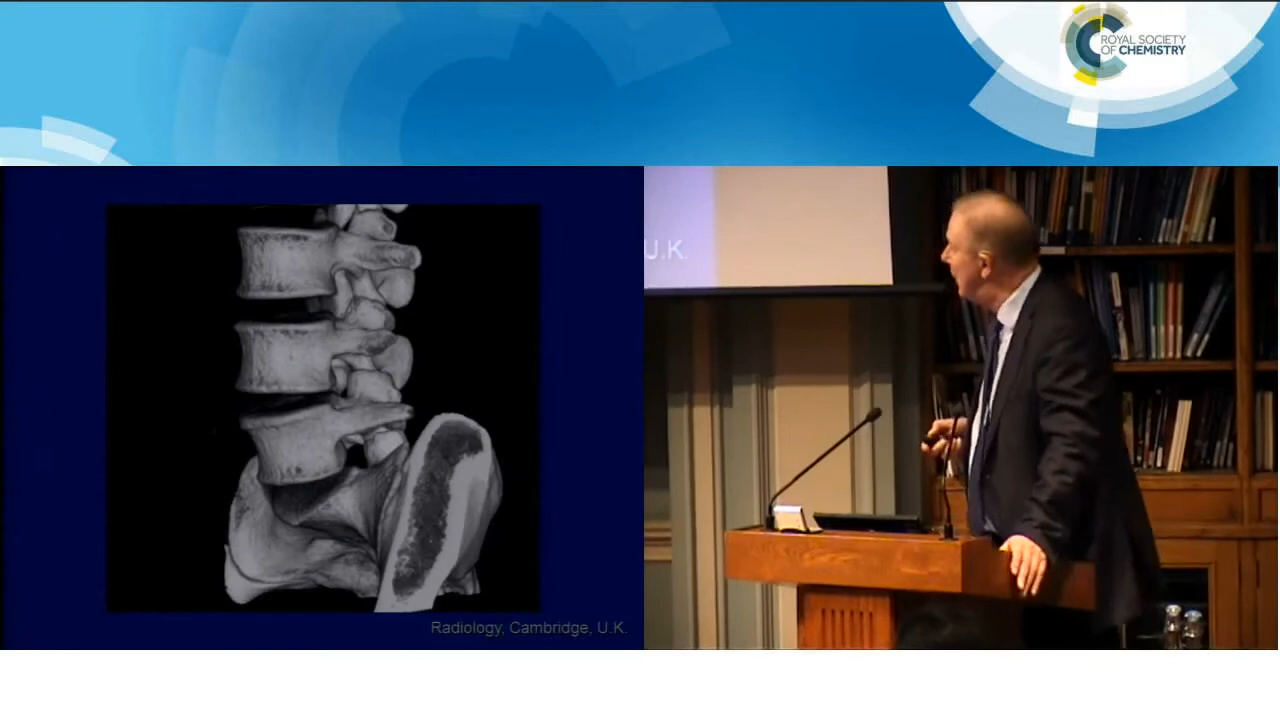 ROYAL SOCIETY
OF CHEMISTRY
U.K.
Radiology, Cambridge, U.K.